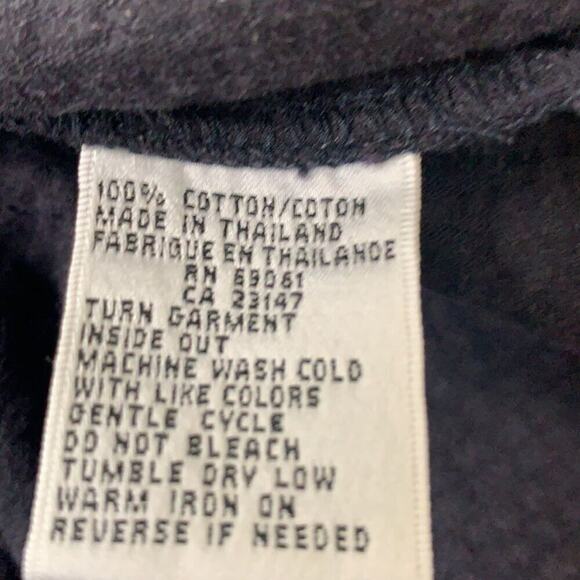 100% COTTON/COTON
MADE IN THAILAND
FABRIQUE EN THAILANDE
RN 69061
CA 23147
TURN GARMENT
INSIDE OUT
MACHINE WASH COLD
WITH LIKE COLORS
GENTLE CYCLE
DO NOT BLEACH
TUMBLE DRY LOW
WARM IRON ON
REVERSE IF NEEDED